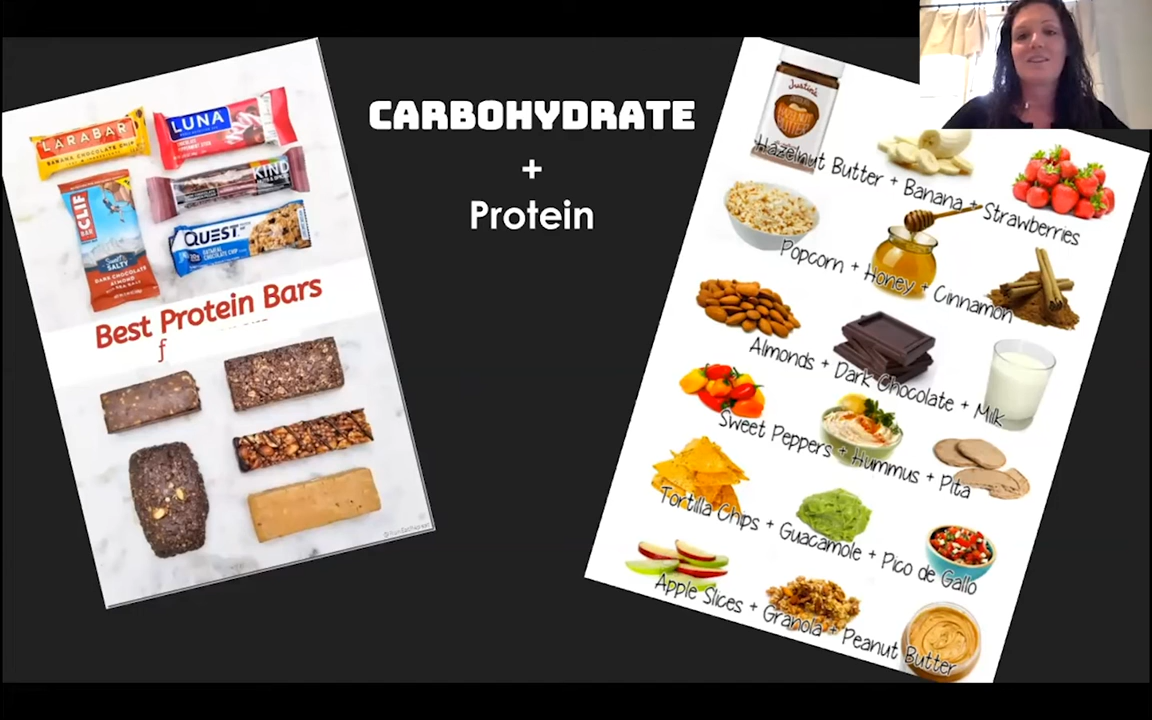 CARBOHYDRATE
+
Protein
LARABAR
BANANA CHOCOLATE CHIP
LUNA
KIND
CLIF
BAR
Sweet & SALTY
DARK CHOCOLATE
ALMOND
QUEST
OATMEAL
CHOCOLATE CHIP
Best Protein Bars
f
Justin's
Hazelnut Butter + Banana + Strawberries
Popcorn + Honey + Cinnamon
Almonds + Dark Chocolate + Milk
Sweet Peppers + Hummus + Pita
Tortilla Chips + Guacamole + Pico de Gallo
Apple Slices + Granola + Peanut Butter